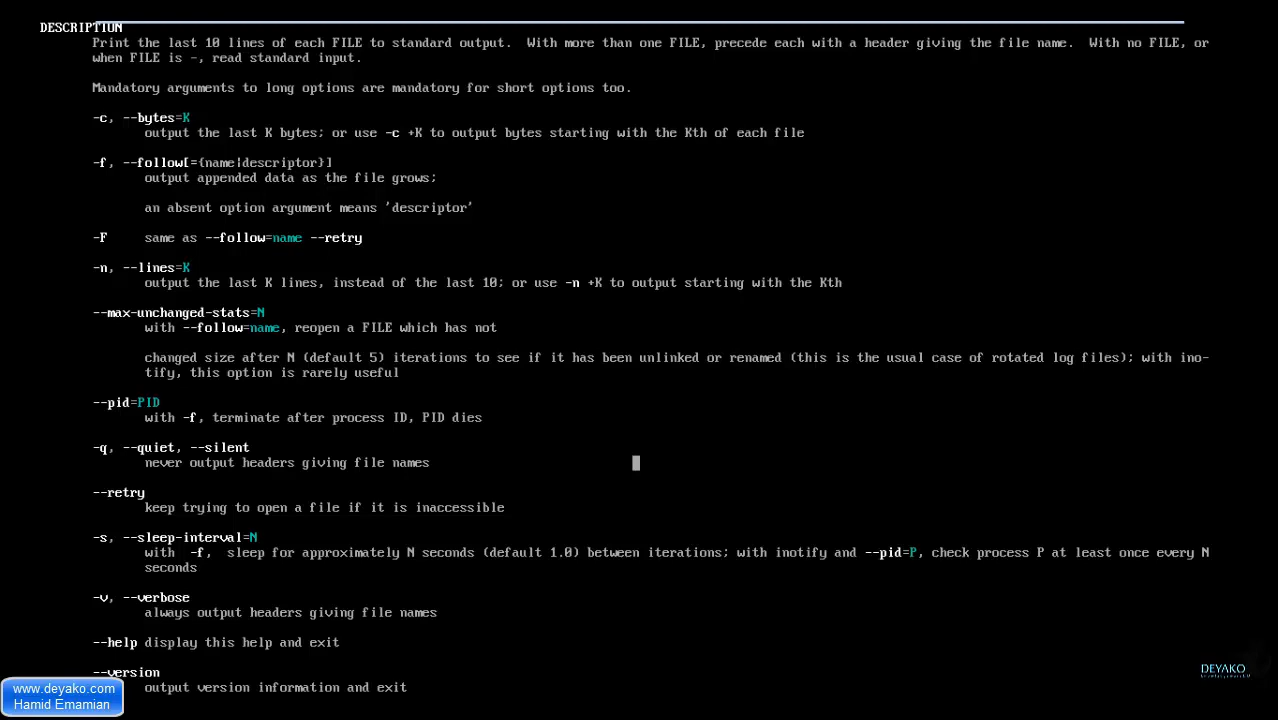 DESCRIPTION
Print the last 10 lines of each FILE to standard output.  With more than one FILE, precede each with a header giving the file name.  With no FILE, or
when FILE is -, read standard input.
Mandatory arguments to long options are mandatory for short options too.
-c, --bytes=K
output the last K bytes; or use -c +K to output bytes starting with the Kth of each file
-f, --follow[={name|descriptor}]
output appended data as the file grows;
an absent option argument means 'descriptor'
-F     same as --follow=name --retry
-n, --lines=K
output the last K lines, instead of the last 10; or use -n +K to output starting with the Kth
--max-unchanged-stats=N
with --follow=name, reopen a FILE which has not
changed size after N (default 5) iterations to see if it has been unlinked or renamed (this is the usual case of rotated log files); with ino-
tify, this option is rarely useful
--pid=PID
with -f, terminate after process ID, PID dies
-q, --quiet, --silent
never output headers giving file names
--retry
keep trying to open a file if it is inaccessible
-s, --sleep-interval=N
with  -f,  sleep for approximately N seconds (default 1.0) between iterations; with inotify and --pid=P, check process P at least once every N
seconds
-v, --verbose
always output headers giving file names
--help display this help and exit
--version
output version information and exit
DEYAKO
www.deyako.com
Hamid Emamian